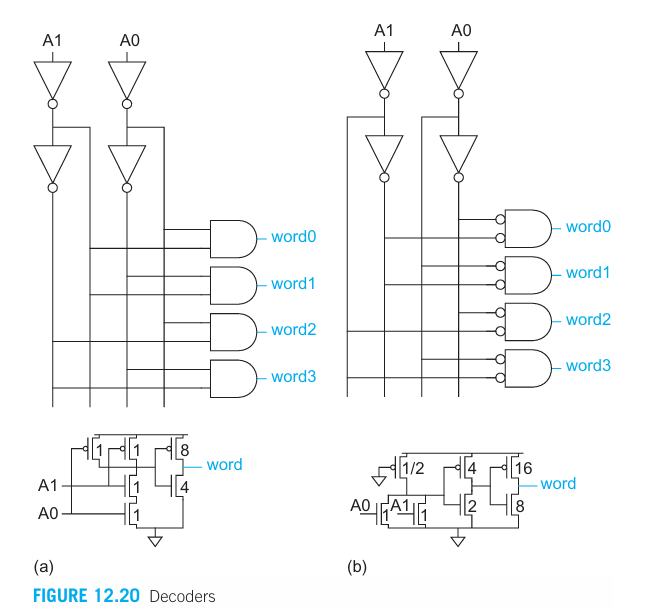 A1 A0
A1 A0
word0
word1
word2
word3
word0
word1
word2
word3
1 1 8
word
A1 1 4
A0 1
1/2 4 16
word
A0 1 A1 1 2 8
(a)
(b)
FIGURE 12.20 Decoders